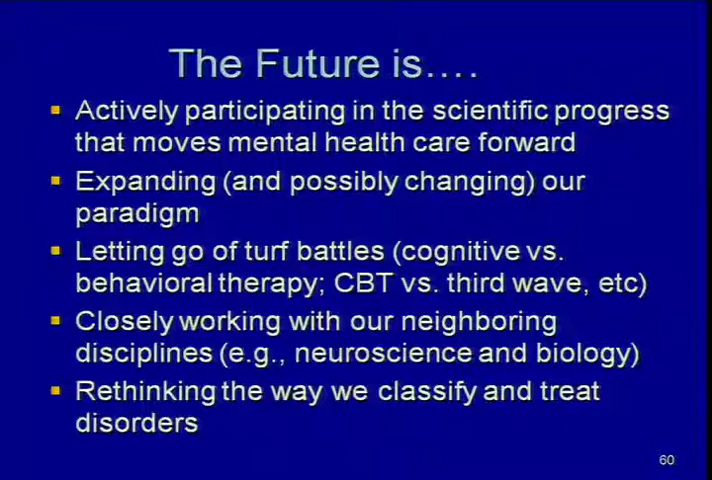 The Future is….
▪ Actively participating in the scientific progress
that moves mental health care forward
▪ Expanding (and possibly changing) our
paradigm
▪ Letting go of turf battles (cognitive vs.
behavioral therapy; CBT vs. third wave, etc)
▪ Closely working with our neighboring
disciplines (e.g., neuroscience and biology)
▪ Rethinking the way we classify and treat
disorders
60